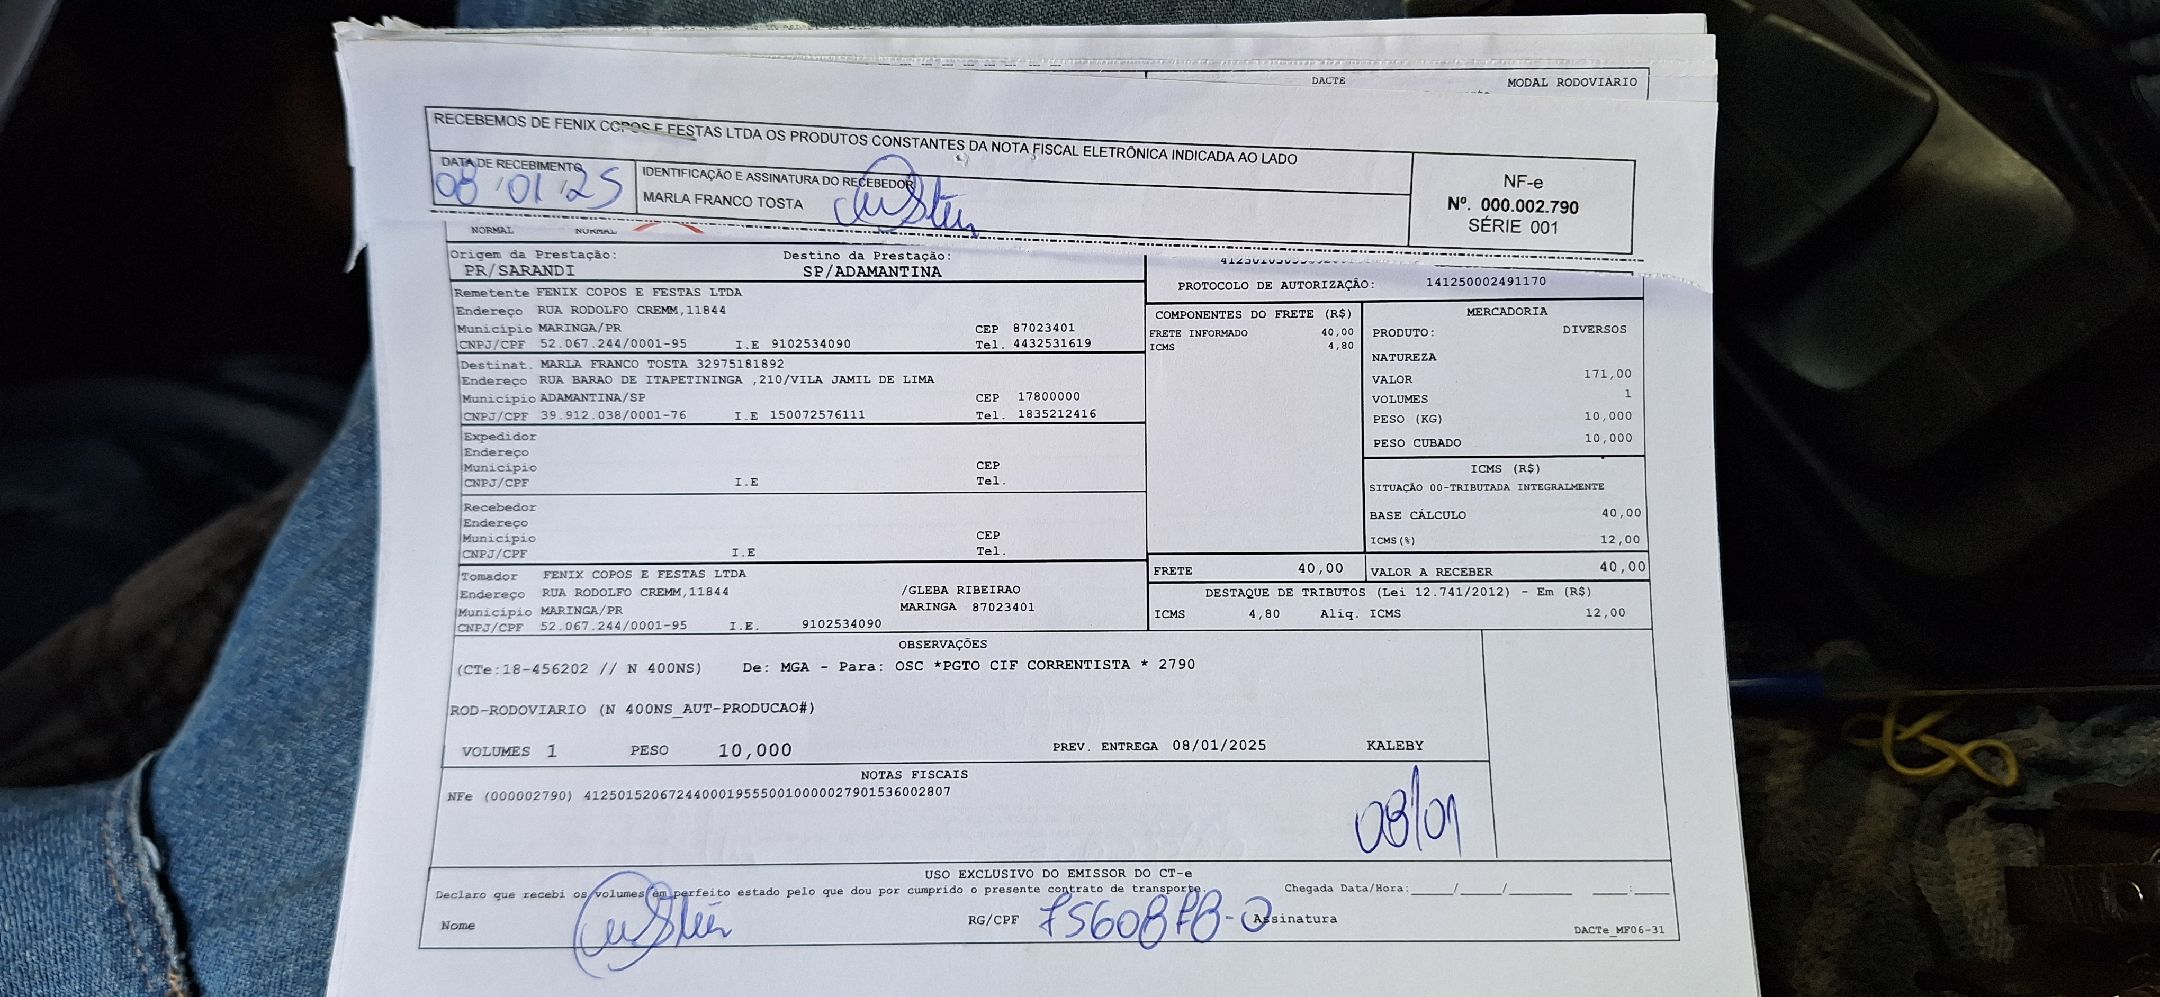 DACTE MODAL RODOVIARIO
RECEBEMOS DE FENIX COPOS E FESTAS LTDA OS PRODUTOS CONSTANTES DA NOTA FISCAL ELETRÔNICA INDICADA AO LADO
DATA DE RECEBIMENTO
08/01/25
IDENTIFICAÇÃO E ASSINATURA DO RECEBEDOR
MARLA FRANCO TOSTA
NF-e
Nº. 000.002.790
SÉRIE 001
NORMAL NORMAL
Origem da Prestação: Destino da Prestação:
PR/SARANDI SP/ADAMANTINA
PROTOCOLO DE AUTORIZAÇÃO: 141250002491170
Remetente FENIX COPOS E FESTAS LTDA
Endereço RUA RODOLFO CREMM,11844
Município MARINGA/PR CEP 87023401
CNPJ/CPF 52.067.244/0001-95 I.E 9102534090 Tel. 4432531619
Destinat. MARLA FRANCO TOSTA 32975181892
Endereço RUA BARAO DE ITAPETININGA ,210/VILA JAMIL DE LIMA
Município ADAMANTINA/SP CEP 17800000
CNPJ/CPF 39.912.038/0001-76 I.E 150072576111 Tel. 1835212416
Expedidor
Endereço
Município CEP
CNPJ/CPF I.E Tel.
Recebedor
Endereço
Município CEP
CNPJ/CPF I.E Tel.
Tomador FENIX COPOS E FESTAS LTDA
Endereço RUA RODOLFO CREMM,11844 /GLEBA RIBEIRAO
Município MARINGA/PR MARINGA 87023401
CNPJ/CPF 52.067.244/0001-95 I.E. 9102534090
COMPONENTES DO FRETE (R$)
FRETE INFORMADO 40,00
ICMS 4,80
MERCADORIA
PRODUTO: DIVERSOS
NATUREZA
VALOR 171,00
VOLUMES 1
PESO (KG) 10,000
PESO CUBADO 10,000
ICMS (R$)
SITUAÇÃO 00-TRIBUTADA INTEGRALMENTE
BASE CÁLCULO 40,00
ICMS(%) 12,00
FRETE 40,00 VALOR A RECEBER 40,00
DESTAQUE DE TRIBUTOS (Lei 12.741/2012) - Em (R$)
ICMS 4,80 Aliq. ICMS 12,00
OBSERVAÇÕES
(CTe:18-456202 // N 400NS) De: MGA - Para: OSC *PGTO CIF CORRENTISTA * 2790
ROD-RODOVIARIO (N 400NS_AUT-PRODUCAO#)
VOLUMES 1 PESO 10,000 PREV. ENTREGA 08/01/2025 KALEBY
NOTAS FISCAIS
NFe (000002790) 41250152067244000195550010000027901536002807
08/01
USO EXCLUSIVO DO EMISSOR DO CT-e
Declaro que recebi os volumes em perfeito estado pelo que dou por cumprido o presente contrato de transporte. Chegada Data/Hora:____/____/______ ____:____
Nome RG/CPF Assinatura
DACTe_MF06-31